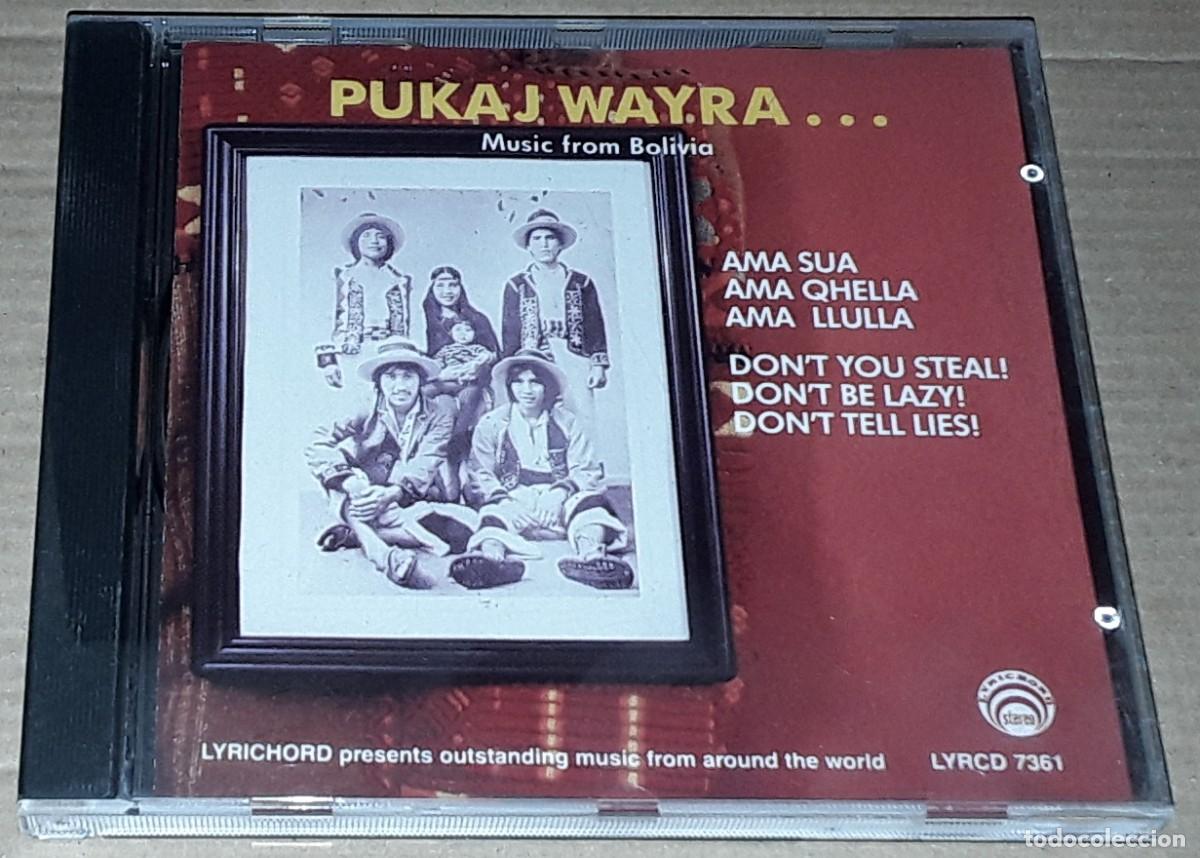 PUKAJ WAYRA...
Music from Bolivia
AMA SUA
AMA QHELLA
AMA LLULLA
DON'T YOU STEAL!
DON'T BE LAZY!
DON'T TELL LIES!
LYRICHORD
stereo
LYRICHORD presents outstanding music from around the world
LYRCD 7361
todocoleccion